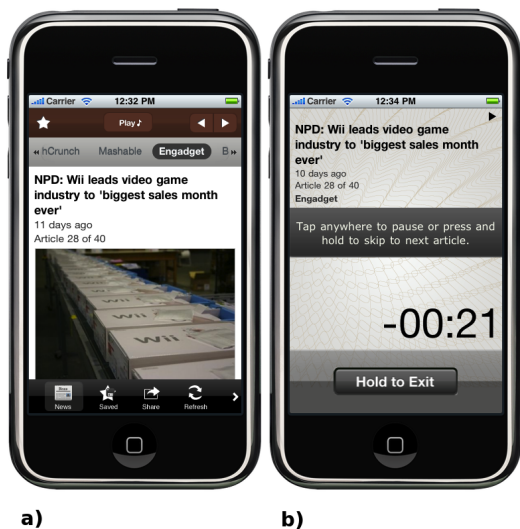 Carrier 12:32 PM
Play♪
hCrunch Mashable Engadget B
NPD: Wii leads video game
industry to 'biggest sales month
ever'
11 days ago
Article 28 of 40
Wii
Wii
News Saved Share Refresh
a)
Carrier 12:34 PM
NPD: Wii leads video game
industry to 'biggest sales month
ever'
10 days ago
Article 28 of 40
Engadget
Tap anywhere to pause or press and
hold to skip to next article.
-00:21
Hold to Exit
b)